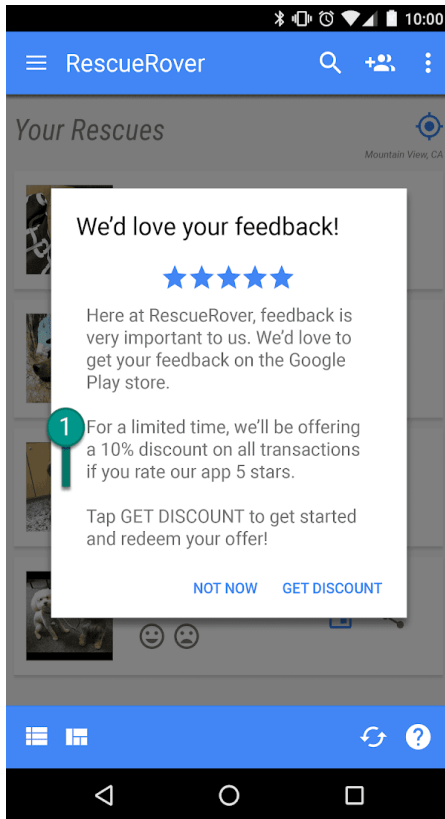 10:00
RescueRover
Your Rescues
Mountain View, CA
We’d love your feedback!
Here at RescueRover, feedback is
very important to us. We’d love to
get your feedback on the Google
Play store.
1
For a limited time, we’ll be offering
a 10% discount on all transactions
if you rate our app 5 stars.
Tap GET DISCOUNT to get started
and redeem your offer!
NOT NOW GET DISCOUNT
?